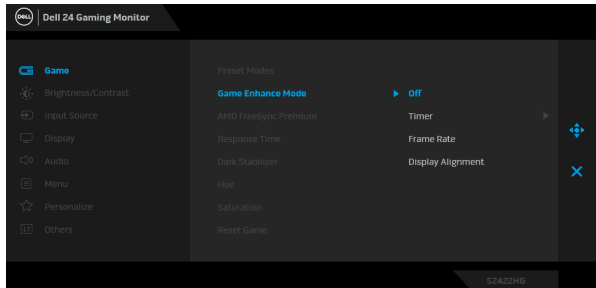 DELL Dell 24 Gaming Monitor
Game
Brightness/Contrast
Input Source
Display
Audio
Menu
Personalize
Others
Preset Modes
Game Enhance Mode
AMD FreeSync Premium
Response Time
Dark Stabilizer
Hue
Saturation
Reset Game
Off
Timer
Frame Rate
Display Alignment
S2422HG